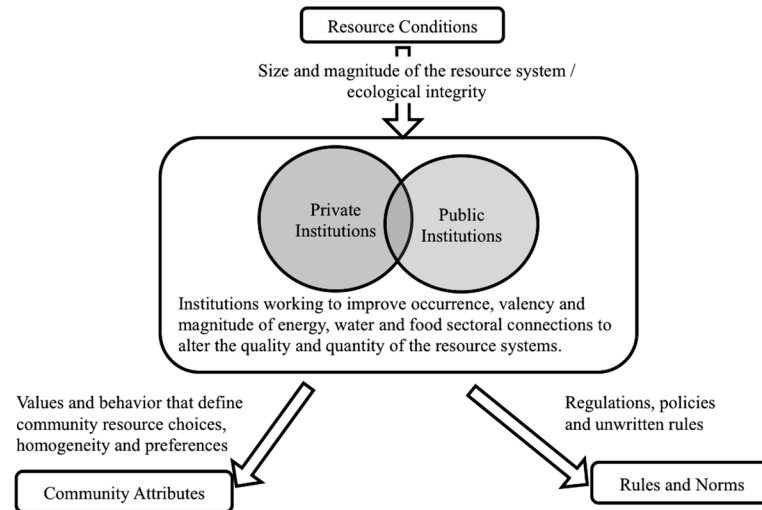 Resource Conditions
Size and magnitude of the resource system /
ecological integrity
Private
Institutions
Public
Institutions
Institutions working to improve occurrence, valency and
magnitude of energy, water and food sectoral connections to
alter the quality and quantity of the resource systems.
Values and behavior that define
community resource choices,
homogeneity and preferences
Regulations, policies
and unwritten rules
Community Attributes
Rules and Norms